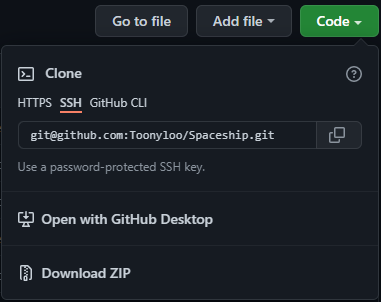 Go to file Add file Code
Clone
HTTPS SSH GitHub CLI
git@github.com:Toonyloo/Spaceship.git
Use a password-protected SSH key.
Open with GitHub Desktop
Download ZIP